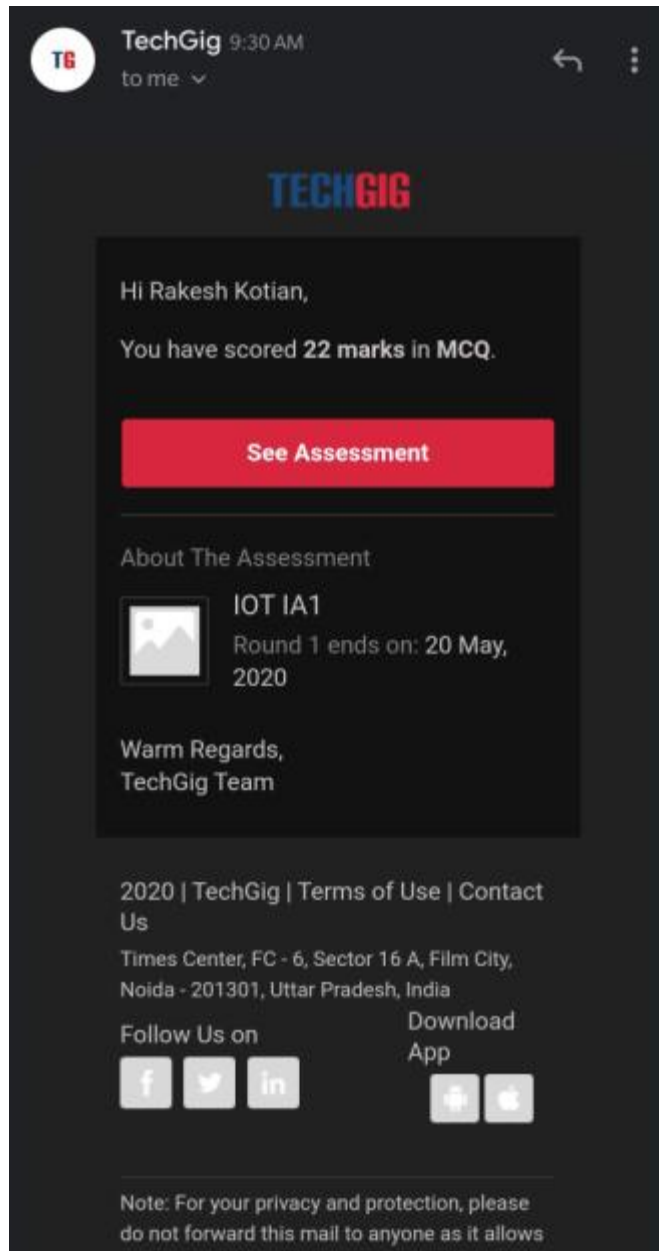 TG
TechGig 9:30 AM
to me
TECHGIG
Hi Rakesh Kotian,
You have scored 22 marks in MCQ.
See Assessment
About The Assessment
IOT IA1
Round 1 ends on: 20 May,
2020
Warm Regards,
TechGig Team
2020 | TechGig | Terms of Use | Contact
Us
Times Center, FC - 6, Sector 16 A, Film City,
Noida - 201301, Uttar Pradesh, India
Follow Us on
Download
App
f
in
Note: For your privacy and protection, please
do not forward this mail to anyone as it allows